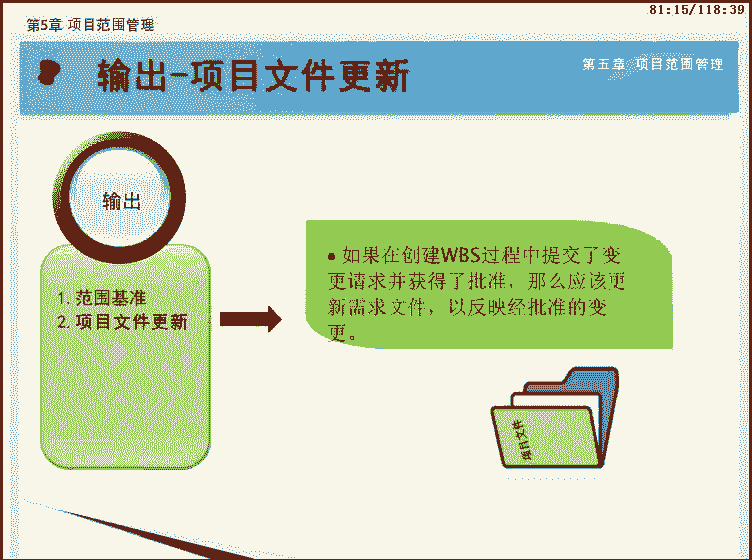 81:15/118:39
第5章 项目范围管理
输出-项目文件更新
第五章 项目范围管理
输出
1. 范围基准
2. 项目文件更新
• 如果在创建WBS过程中提交了变
更请求并获得了批准，那么应该更
新需求文件，以反映经批准的变
更。
项目文件